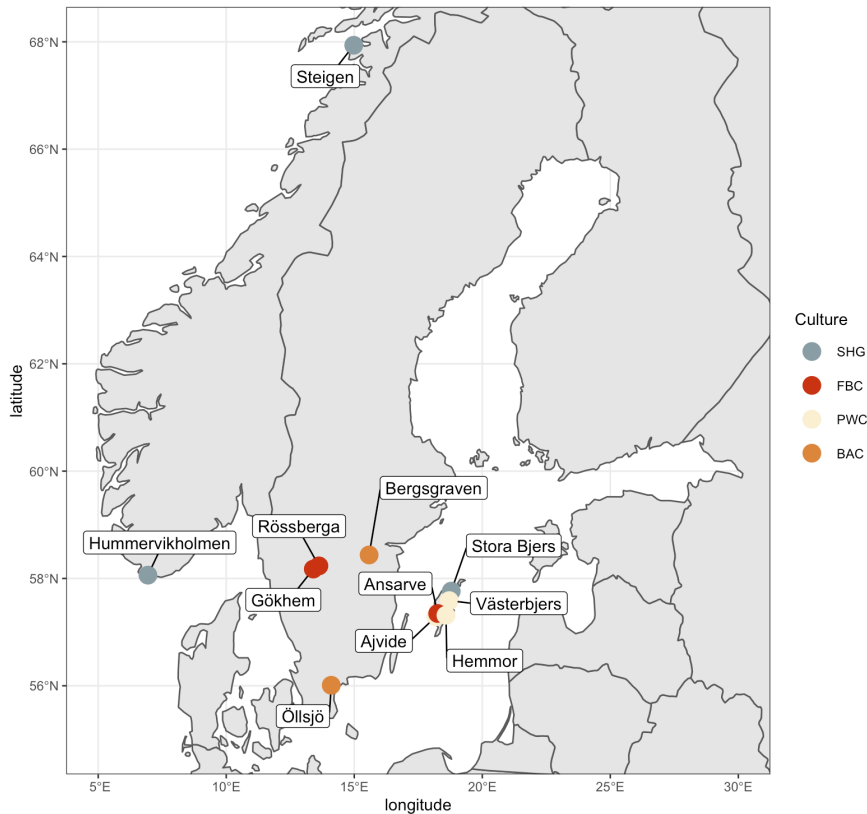 68°N
Steigen
66°N
64°N
62°N
60°N
58°N
56°N
latitude
Bergsgraven
Rössberga
Hummervikholmen
Stora Bjers
Ansarve
Gökhem
Västerbjers
Ajvide
Hemmor
Öllsjö
5°E
10°E
15°E
20°E
25°E
30°E
longitude
Culture
SHG
FBC
PWC
BAC